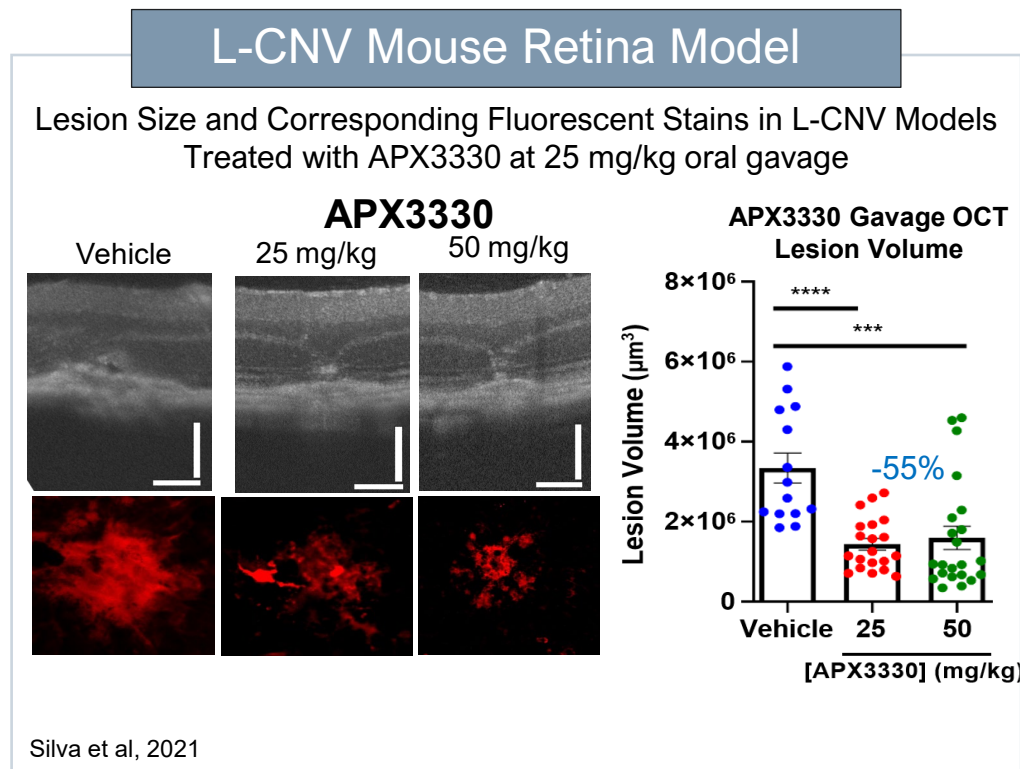 L-CNV Mouse Retina Model
Lesion Size and Corresponding Fluorescent Stains in L-CNV Models
Treated with APX3330 at 25 mg/kg oral gavage
APX3330
Vehicle
25 mg/kg
50 mg/kg
APX3330 Gavage OCT
Lesion Volume
Lesion Volume (µm³)
8×10⁶
6×10⁶
4×10⁶
2×10⁶
0
****
***
-55%
Vehicle
25
50
[APX3330] (mg/kg)
Silva et al, 2021